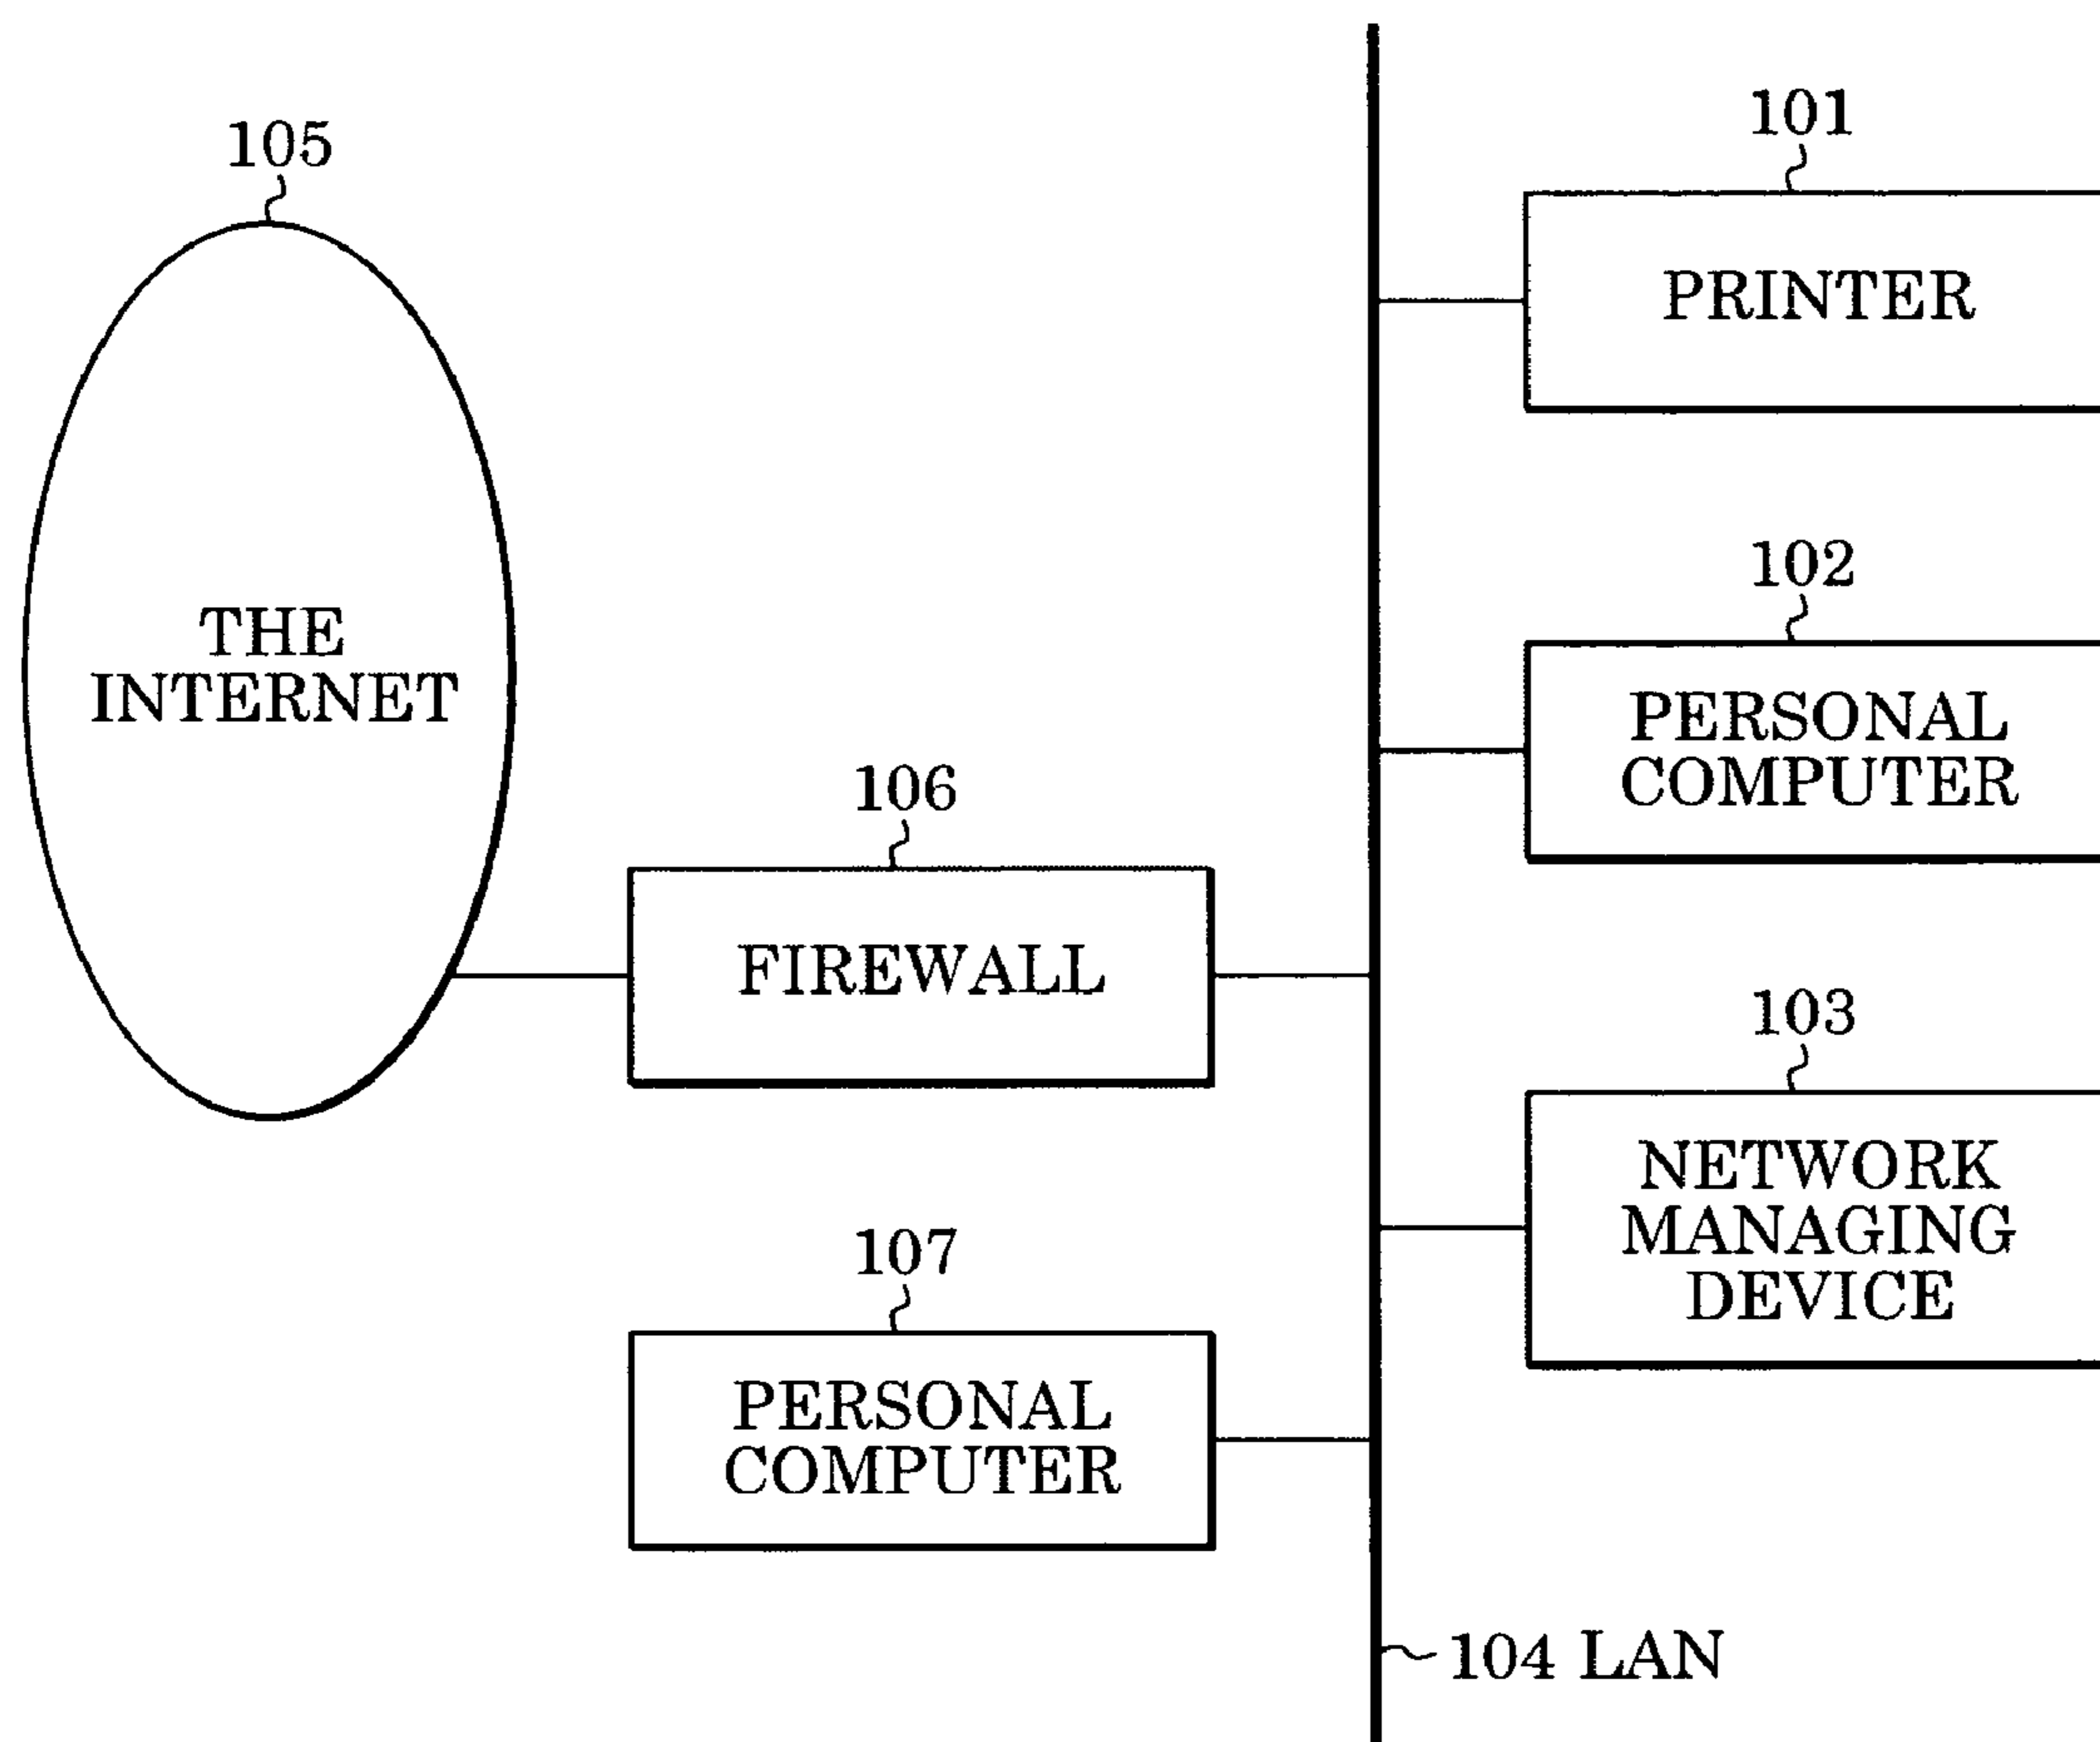 105
THE
INTERNET
106
FIREWALL
107
PERSONAL
COMPUTER
101
PRINTER
102
PERSONAL
COMPUTER
103
NETWORK
MANAGING
DEVICE
104 LAN